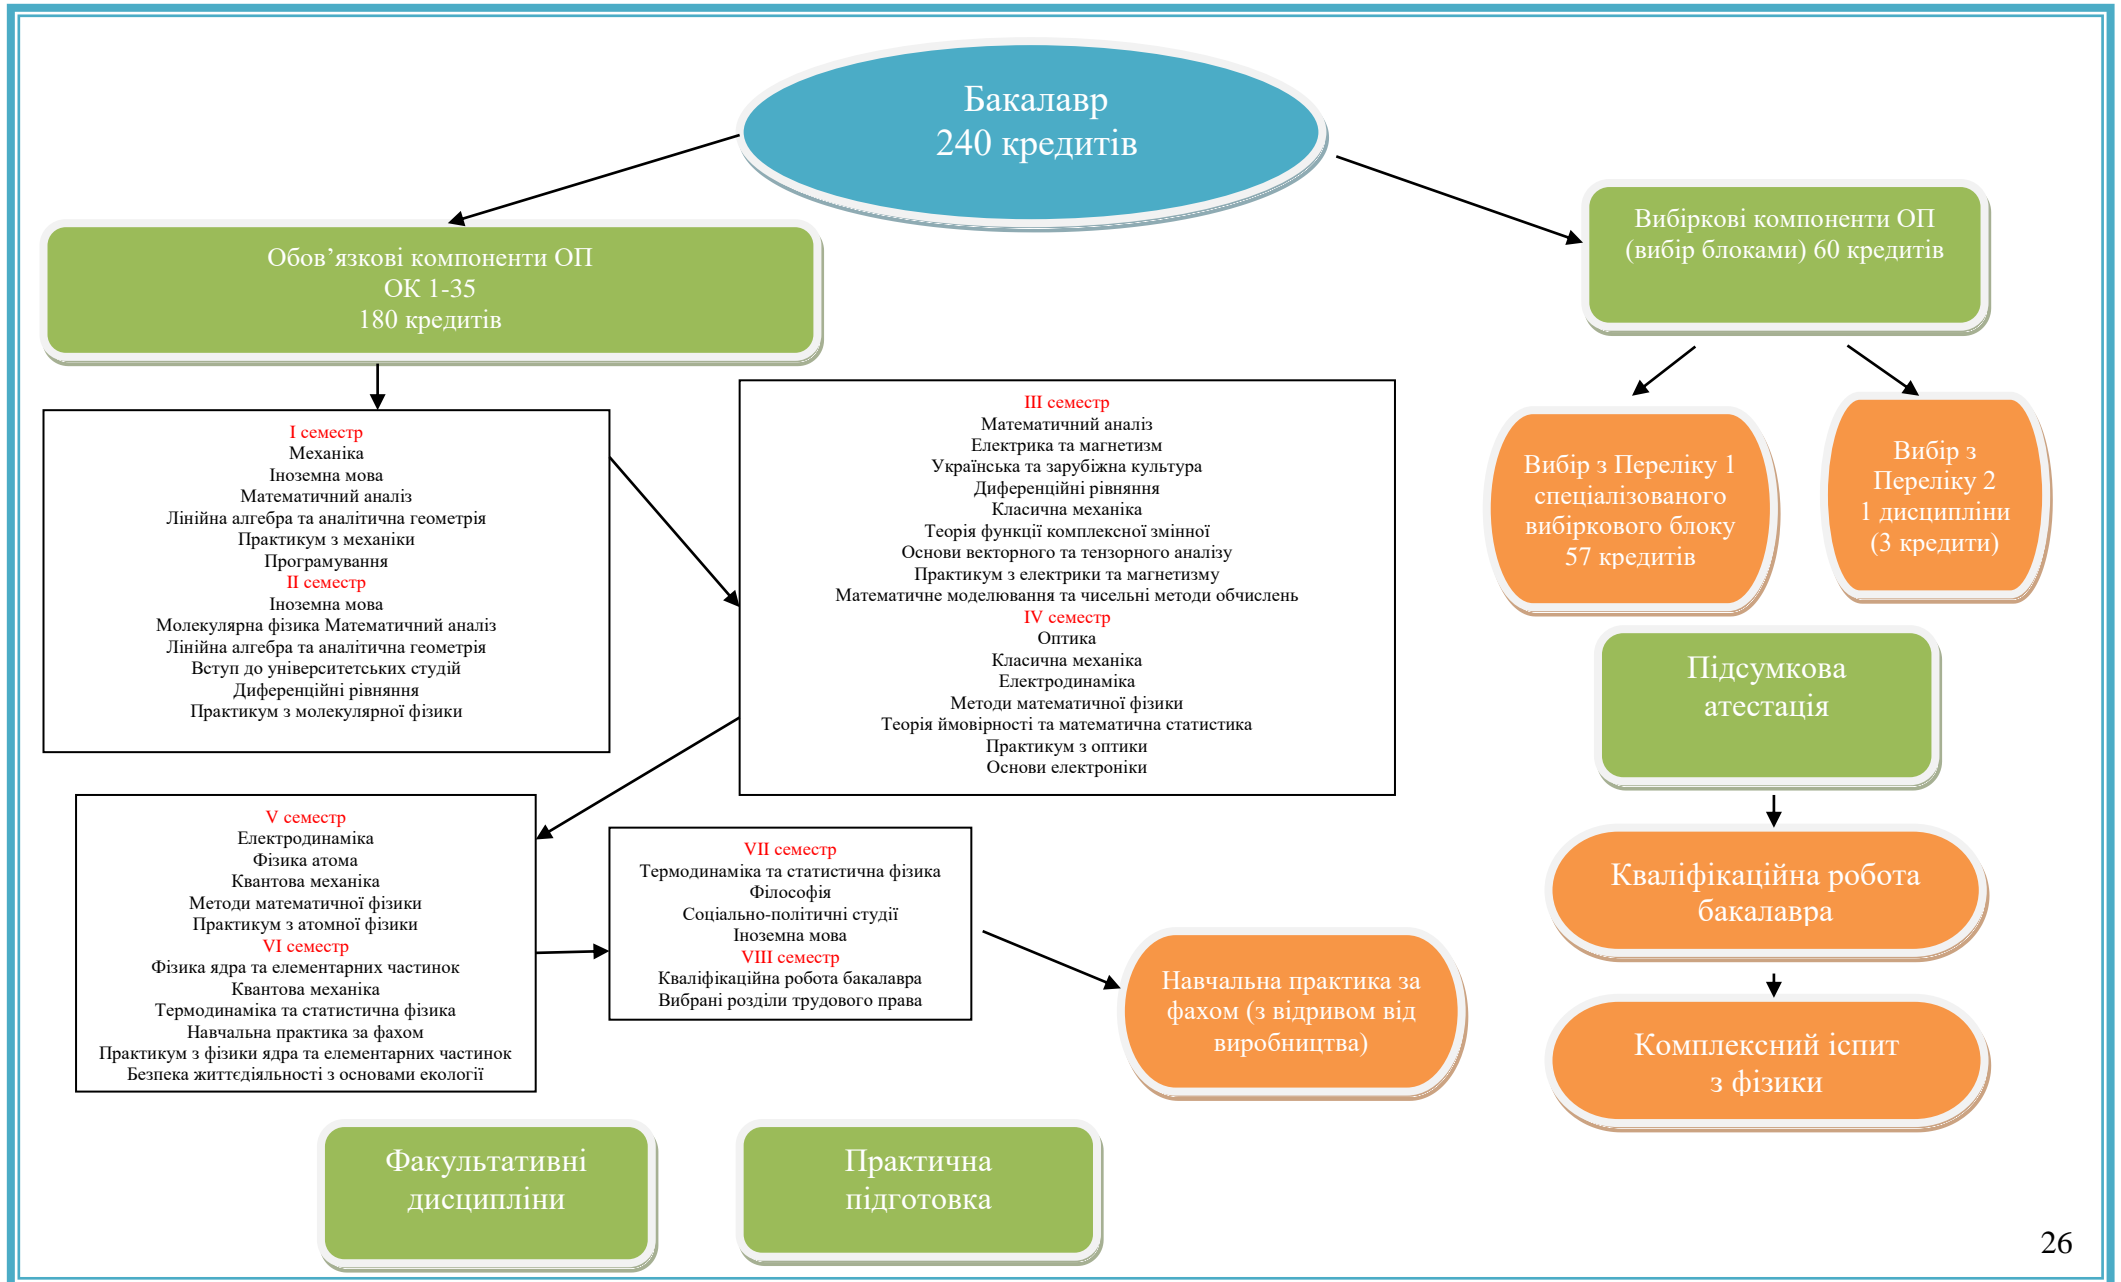 Бакалавр
240 кредитів
Обов’язкові компоненти ОП
ОК 1-35
180 кредитів
Вибіркові компоненти ОП
(вибір блоками) 60 кредитів
І семестр
Механіка
Іноземна мова
Математичний аналіз
Лінійна алгебра та аналітична геометрія
Практикум з механіки
Програмування
ІІ семестр
Іноземна мова
Молекулярна фізика Математичний аналіз
Лінійна алгебра та аналітична геометрія
Вступ до університетських студій
Диференційні рівняння
Практикум з молекулярної фізики
ІІІ семестр
Математичний аналіз
Електрика та магнетизм
Українська та зарубіжна культура
Диференційні рівняння
Класична механіка
Теорія функції комплексної змінної
Основи векторного та тензорного аналізу
Практикум з електрики та магнетизму
Математичне моделювання та чисельні методи обчислень
IV семестр
Оптика
Класична механіка
Електродинаміка
Методи математичної фізики
Теорія ймовірності та математична статистика
Практикум з оптики
Основи електроніки
Вибір з Переліку 1
спеціалізованого
вибіркового блоку
57 кредитів
Вибір з
Переліку 2
1 дисципліни
(3 кредити)
Підсумкова
атестація
V семестр
Електродинаміка
Фізика атома
Квантова механіка
Методи математичної фізики
Практикум з атомної фізики
VI семестр
Фізика ядра та елементарних частинок
Квантова механіка
Термодинаміка та статистична фізика
Навчальна практика за фахом
Практикум з фізики ядра та елементарних частинок
Безпека життєдіяльності з основами екології
VII семестр
Термодинаміка та статистична фізика
Філософія
Соціально-політичні студії
Іноземна мова
VIII семестр
Кваліфікаційна робота бакалавра
Вибрані розділи трудового права
Навчальна практика за
фахом (з відривом від
виробництва)
Кваліфікаційна робота
бакалавра
Комплексний іспит
з фізики
Факультативні
дисципліни
Практична
підготовка
26